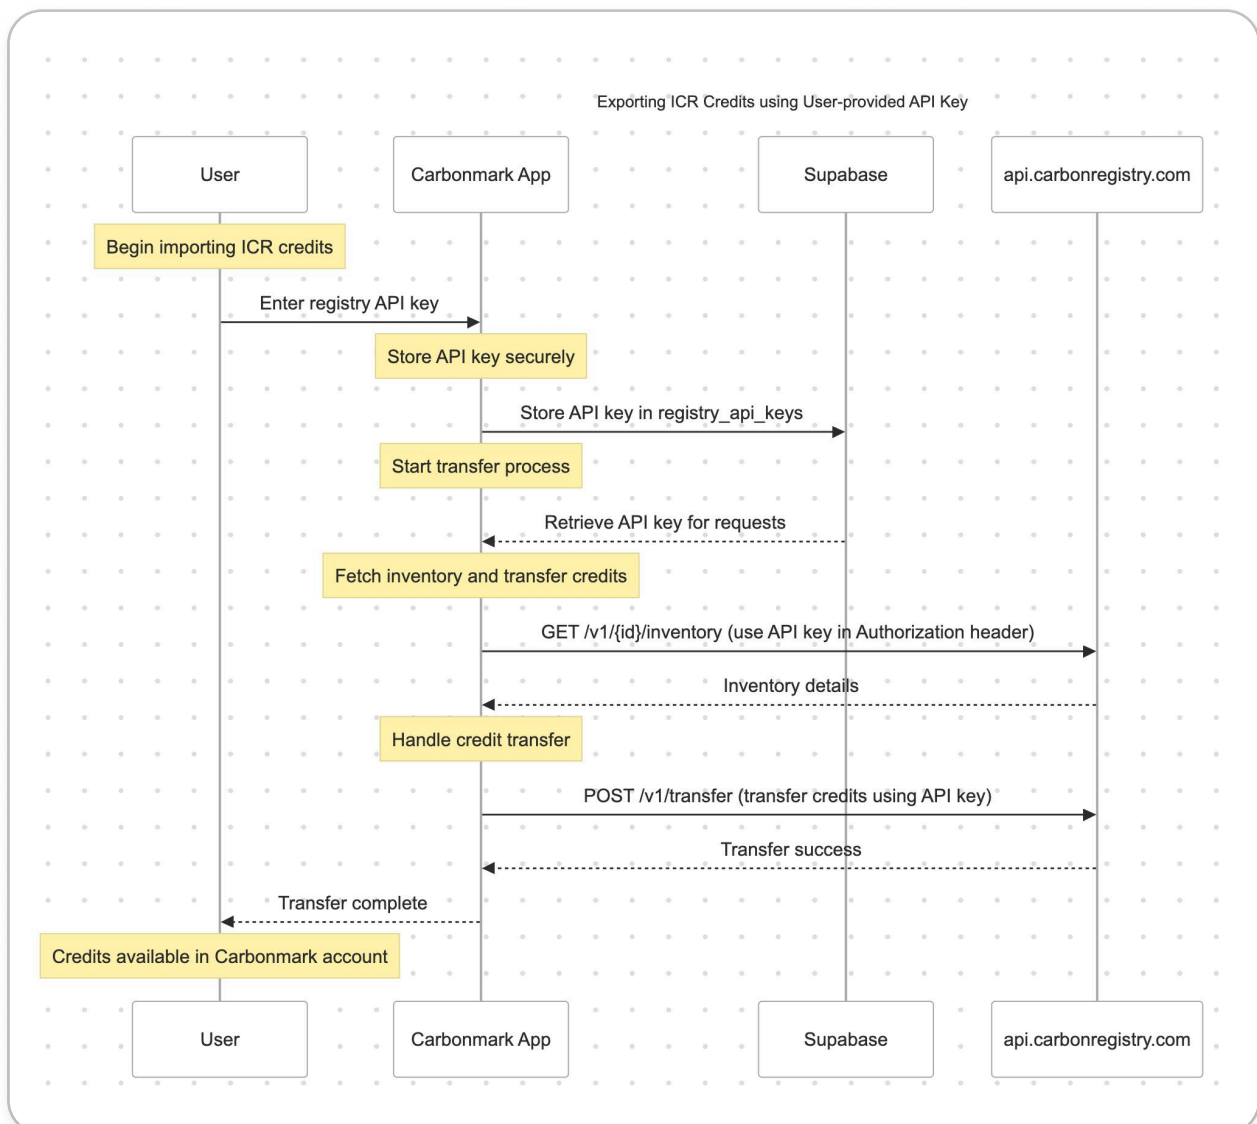 Exporting ICR Credits using User-provided API Key
User
Carbonmark App
Supabase
api.carbonregistry.com
Begin importing ICR credits
Enter registry API key
Store API key securely
Store API key in registry_api_keys
Start transfer process
Retrieve API key for requests
Fetch inventory and transfer credits
GET /v1/{id}/inventory (use API key in Authorization header)
Inventory details
Handle credit transfer
POST /v1/transfer (transfer credits using API key)
Transfer success
Transfer complete
Credits available in Carbonmark account
User
Carbonmark App
Supabase
api.carbonregistry.com